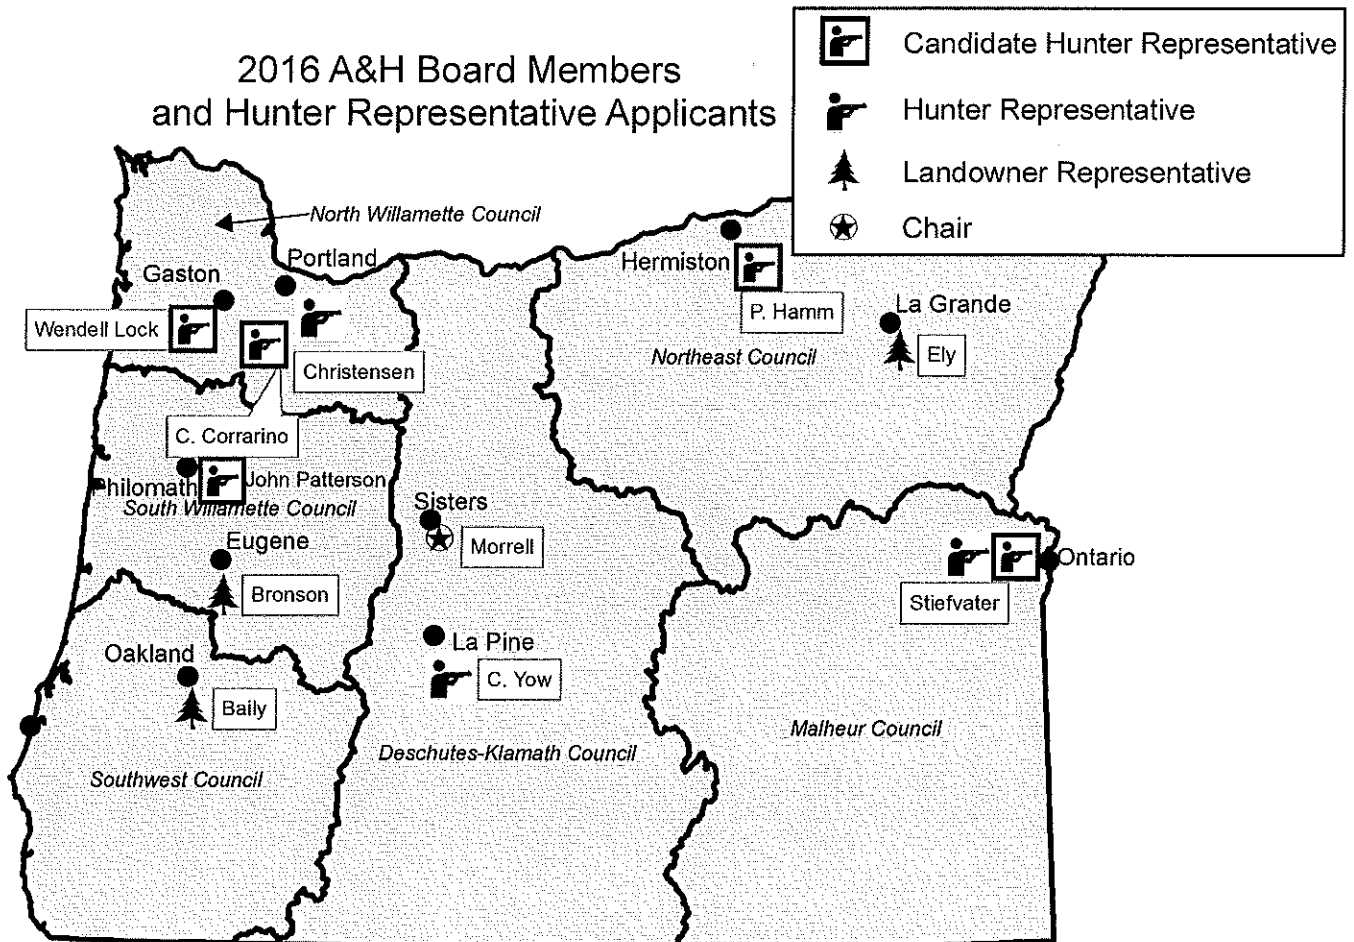 2016 A&H Board Members
and Hunter Representative Applicants
Candidate Hunter Representative
Hunter Representative
Landowner Representative
Chair
North Willamette Council
Portland
Gaston
Wendell Lock
Christensen
C. Corrarino
Hermiston
P. Hamm
La Grande
Ely
Northeast Council
Philomath
John Patterson
South Willamette Council
Eugene
Bronson
Sisters
Morrell
Ontario
Stiefvater
La Pine
C. Yow
Oakland
Baily
Malheur Council
Deschutes-Klamath Council
Southwest Council